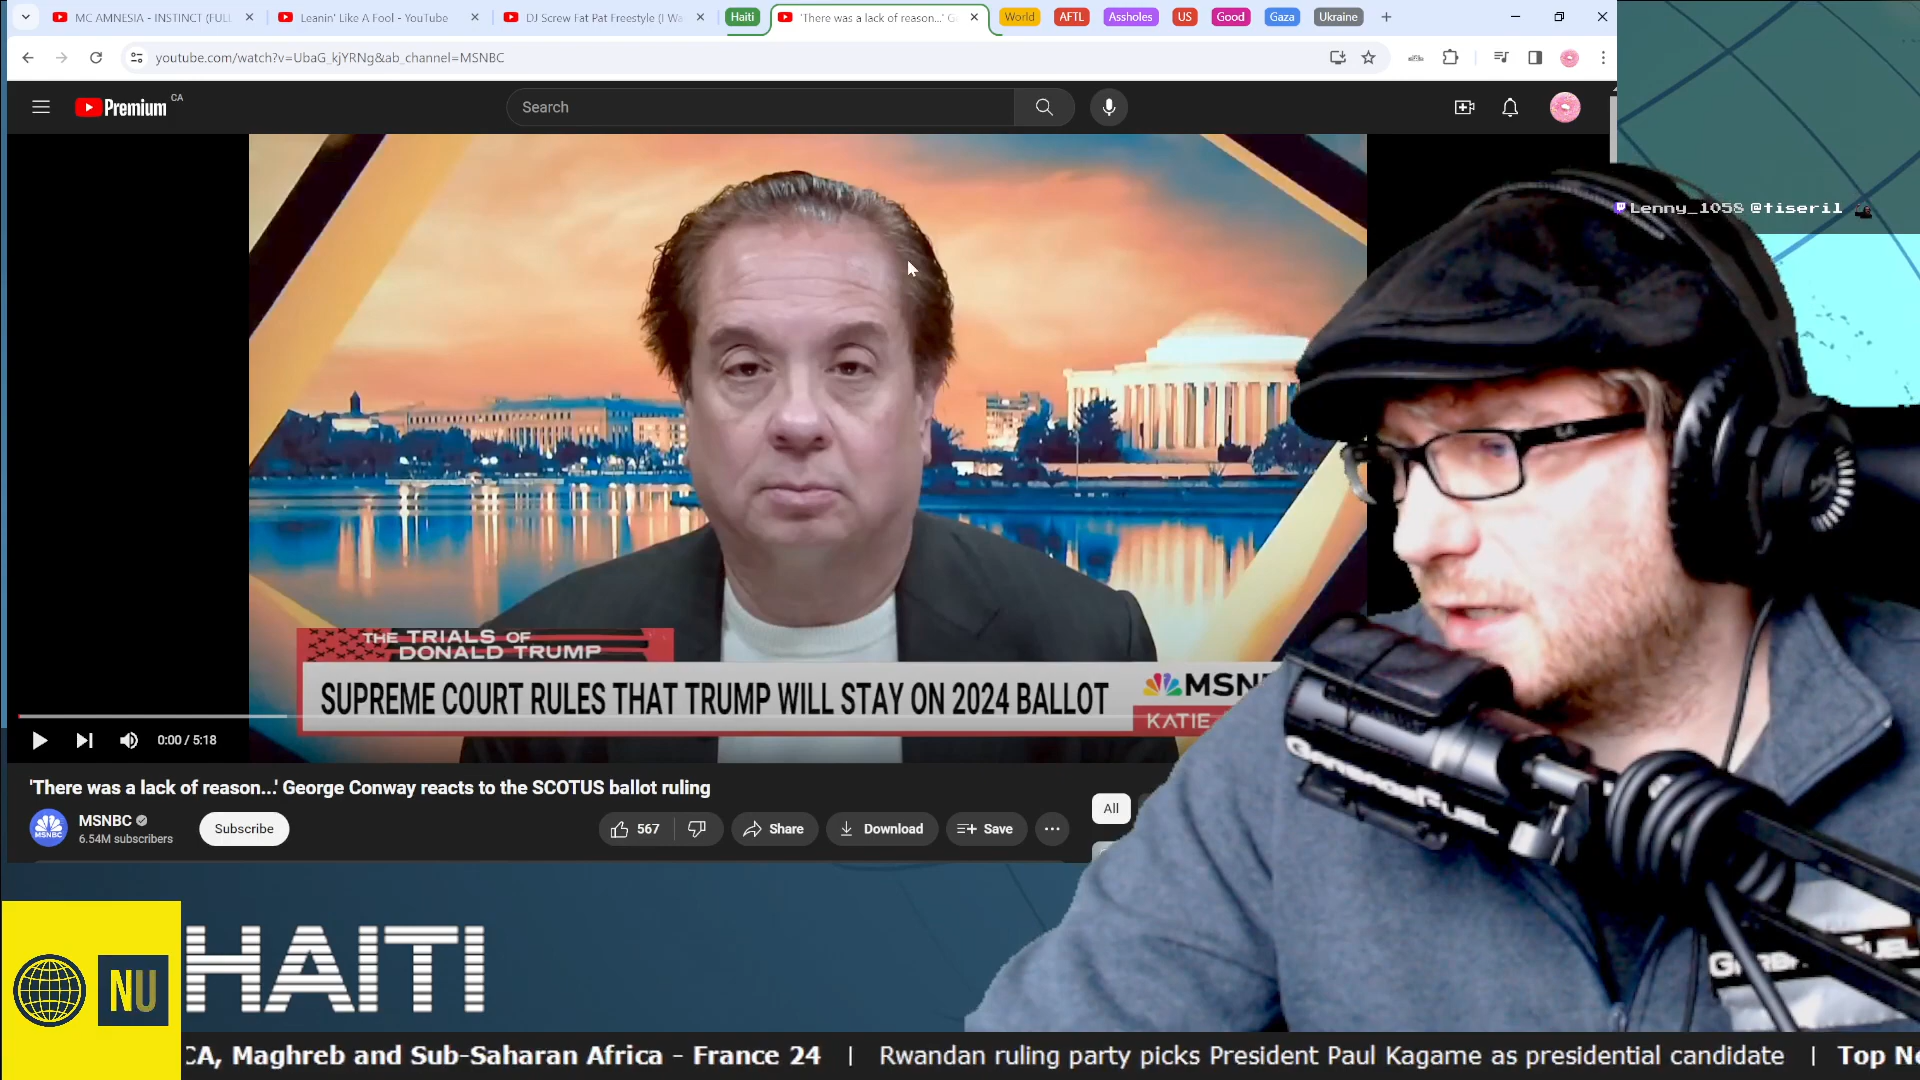 MC AMNESIA - INSTINCT (FULL
Leanin' Like A Fool - YouTube
DJ Screw Fat Pat Freestyle (I Wa
Haiti
'There was a lack of reason...' Ge
World
AFTL
Assholes
US
Good
Gaza
Ukraine
youtube.com/watch?v=UbaG_kjYRNg&ab_channel=MSNBC
Premium
CA
Search
Lenny_1058 @tiseril
THE TRIALS OF
DONALD TRUMP
SUPREME COURT RULES THAT TRUMP WILL STAY ON 2024 BALLOT
MSN
KATIE
0:00 / 5:18
'There was a lack of reason...' George Conway reacts to the SCOTUS ballot ruling
MSNBC
6.54M subscribers
Subscribe
567
Share
Download
Save
All
NU
HAITI
CA, Maghreb and Sub-Saharan Africa - France 24 | Rwandan ruling party picks President Paul Kagame as presidential candidate | Top Ne